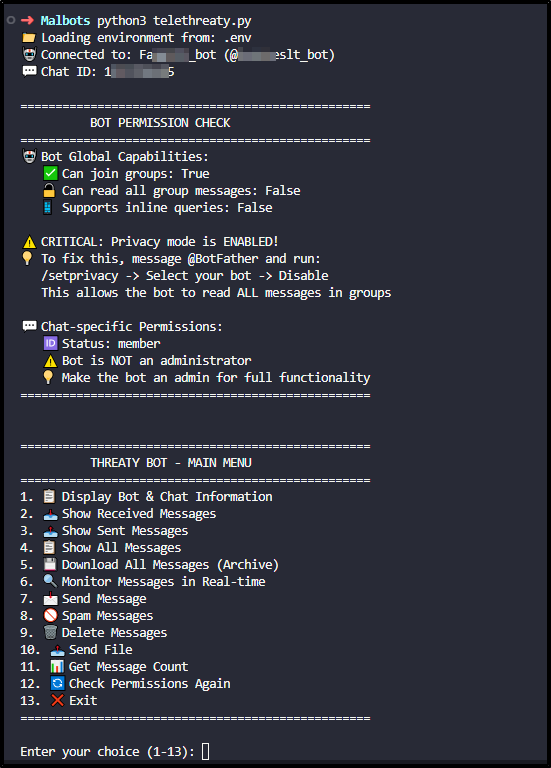 Malbots python3 telethreaty.py
Loading environment from: .env
Connected to: Fa _bot (@ eslt_bot)
Chat ID: 1 5
==================================================
BOT PERMISSION CHECK
==================================================
Bot Global Capabilities:
Can join groups: True
Can read all group messages: False
Supports inline queries: False
CRITICAL: Privacy mode is ENABLED!
To fix this, message @BotFather and run:
/setprivacy -> Select your bot -> Disable
This allows the bot to read ALL messages in groups
Chat-specific Permissions:
ID Status: member
Bot is NOT an administrator
Make the bot an admin for full functionality
==================================================
==================================================
THREATY BOT - MAIN MENU
==================================================
1. Display Bot & Chat Information
2. Show Received Messages
3. Show Sent Messages
4. Show All Messages
5. Download All Messages (Archive)
6. Monitor Messages in Real-time
7. Send Message
8. Spam Messages
9. Delete Messages
10. Send File
11. Get Message Count
12. Check Permissions Again
13. Exit
==================================================
Enter your choice (1-13):